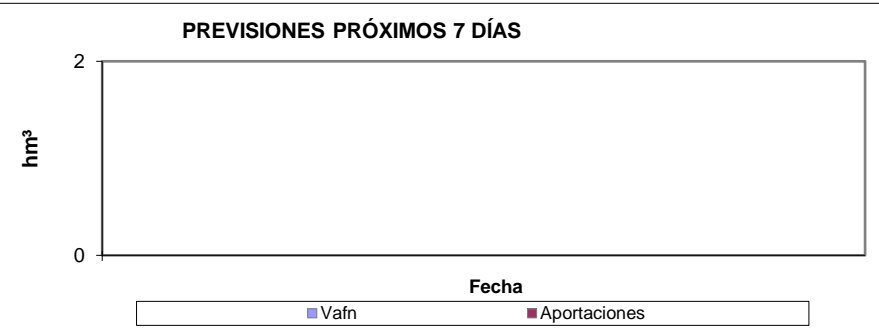 PREVISIONES PRÓXIMOS 7 DÍAS
2
hm³
0
Fecha
Vafn Aportaciones